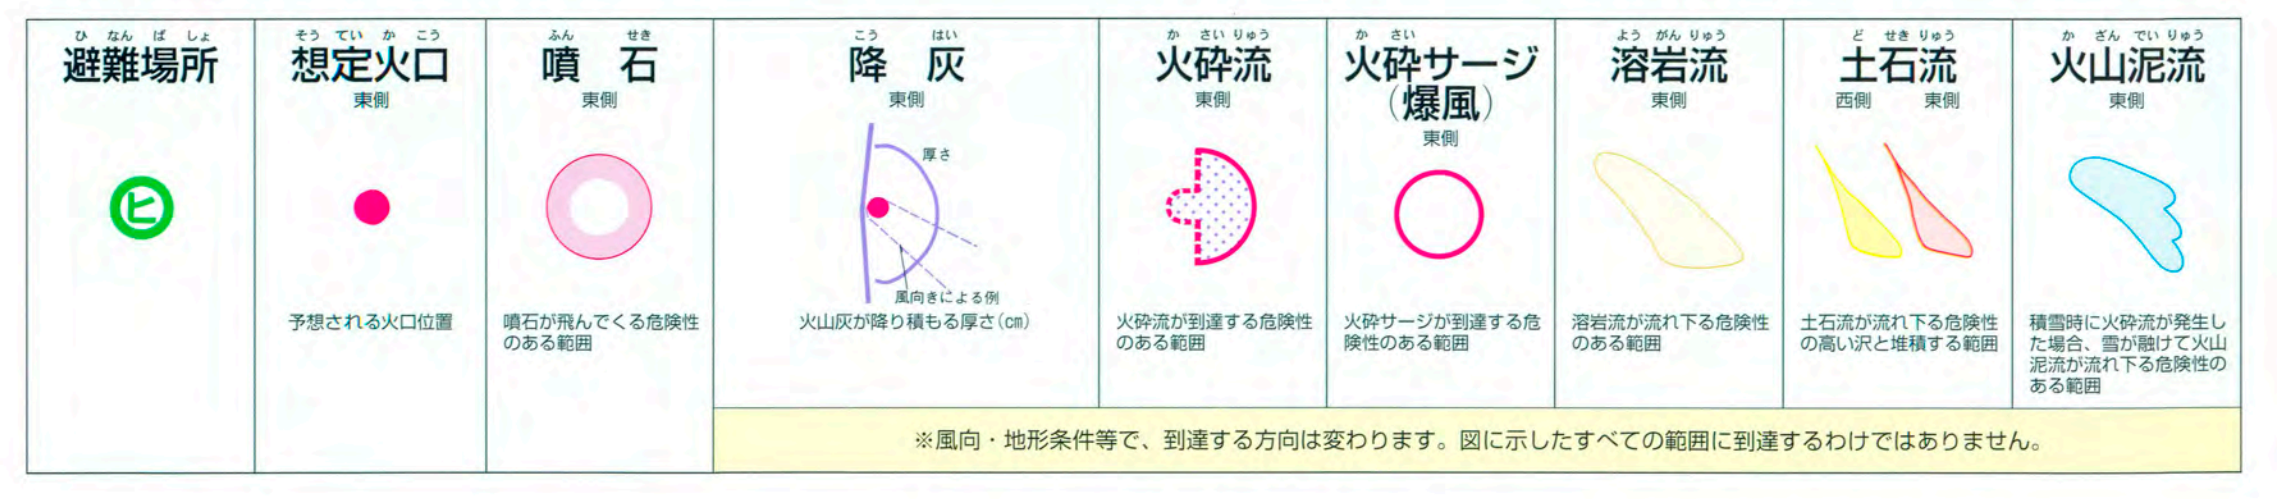 ひ なん ば しょ
避難場所
ヒ
そう てい か こう
想定火口
東側
予想される火口位置
ふん せき
噴 石
東側
噴石が飛んでくる危険性
のある範囲
こう はい
降 灰
東側
厚さ
風向きによる例
火山灰が降り積もる厚さ(㎝)
か さい りゅう
火砕流
東側
火砕流が到達する危険性
のある範囲
か さい
火砕サージ
(爆風)
東側
火砕サージが到達する危
険性のある範囲
よう がん りゅう
溶岩流
東側
溶岩流が流れ下る危険性
のある範囲
ど せき りゅう
土石流
西側 東側
土石流が流れ下る危険性
の高い沢と堆積する範囲
か ざん でい りゅう
火山泥流
東側
積雪時に火砕流が発生し
た場合、雪が融けて火山
泥流が流れ下る危険性の
ある範囲
※風向・地形条件等で、到達する方向は変わります。図に示したすべての範囲に到達するわけではありません。